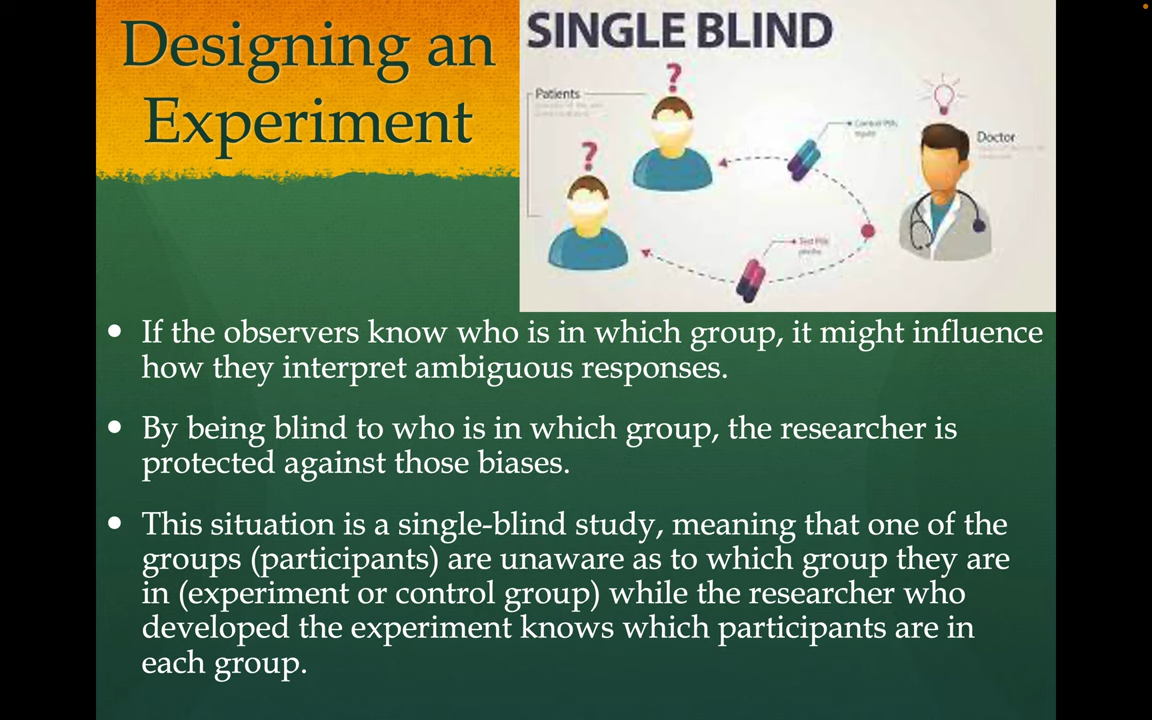 Designing an
Experiment
SINGLE BLIND
?
Patients
?
Control Pills
Doctor
Test Pills
• If the observers know who is in which group, it might influence
how they interpret ambiguous responses.
• By being blind to who is in which group, the researcher is
protected against those biases.
• This situation is a single-blind study, meaning that one of the
groups (participants) are unaware as to which group they are
in (experiment or control group) while the researcher who
developed the experiment knows which participants are in
each group.